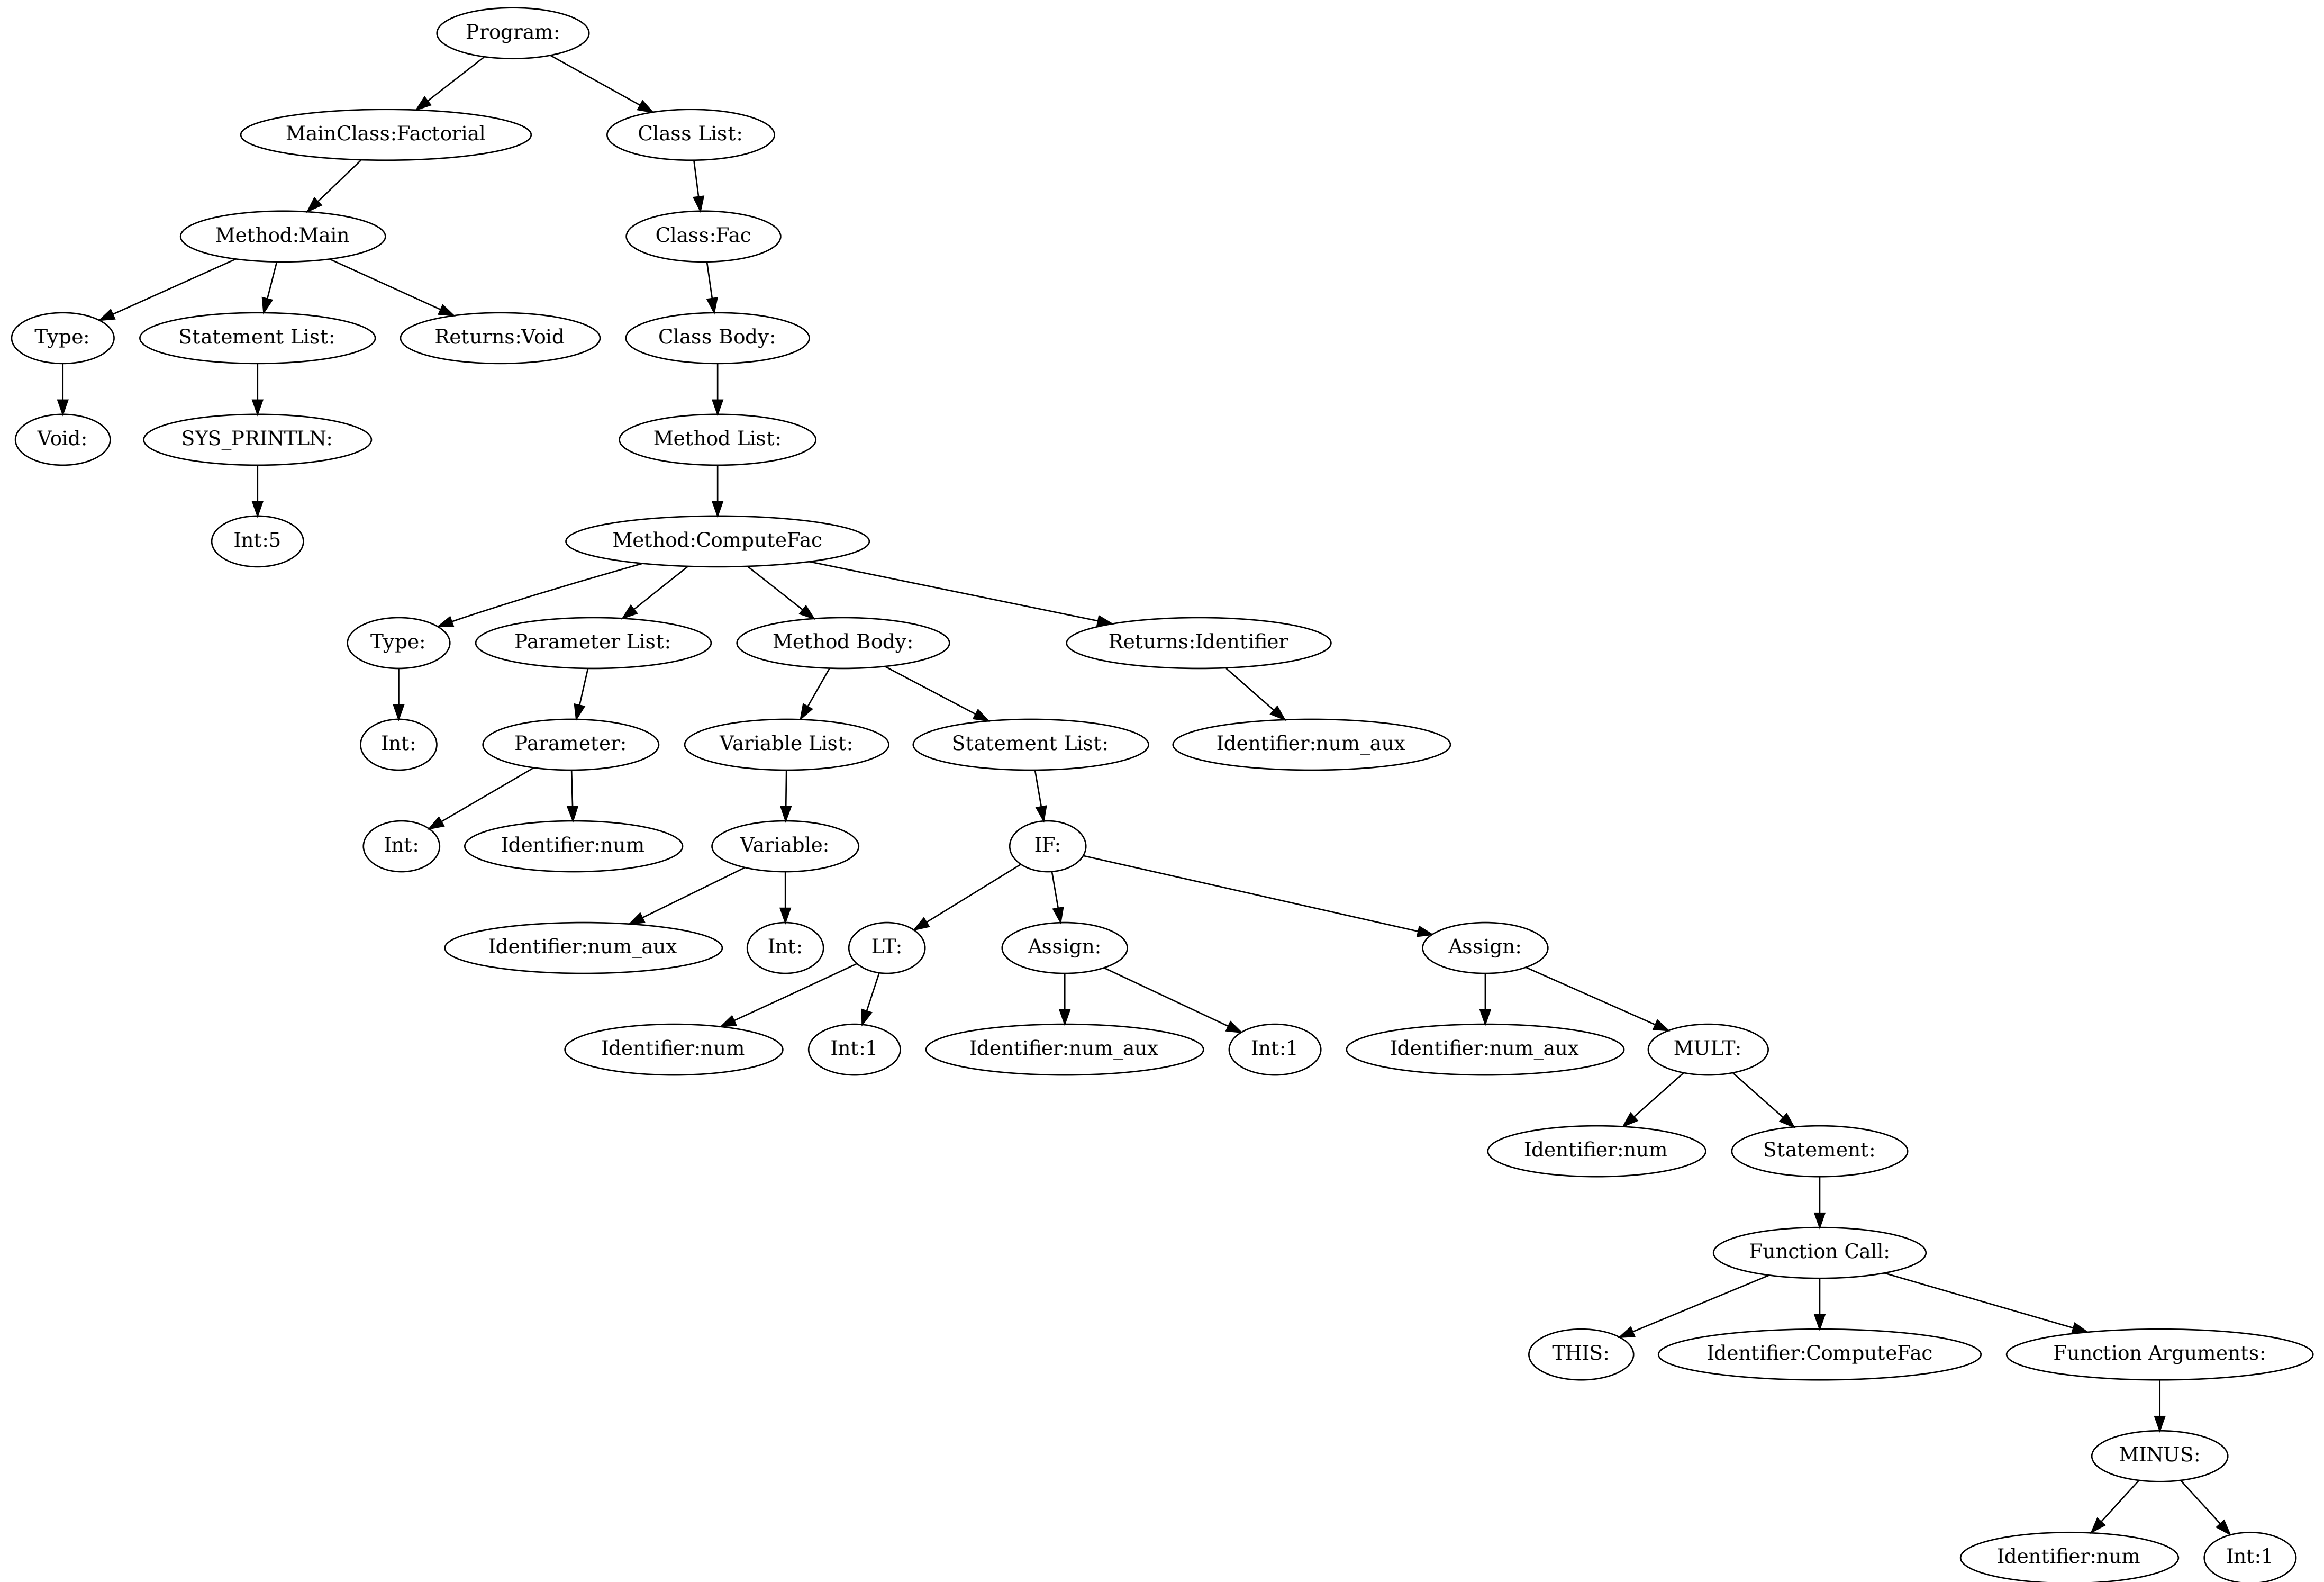 Program:
MainClass:Factorial
Class List:
Method:Main
Class:Fac
Type:
Statement List:
Returns:Void
Class Body:
Void:
SYS_PRINTLN:
Method List:
Int:5
Method:ComputeFac
Type:
Parameter List:
Method Body:
Returns:Identifier
Int:
Parameter:
Variable List:
Statement List:
Identifier:num_aux
Int:
Identifier:num
Variable:
IF:
Identifier:num_aux
Int:
LT:
Assign:
Assign:
Identifier:num
Int:1
Identifier:num_aux
Int:1
Identifier:num_aux
MULT:
Identifier:num
Statement:
Function Call:
THIS:
Identifier:ComputeFac
Function Arguments:
MINUS:
Identifier:num
Int:1